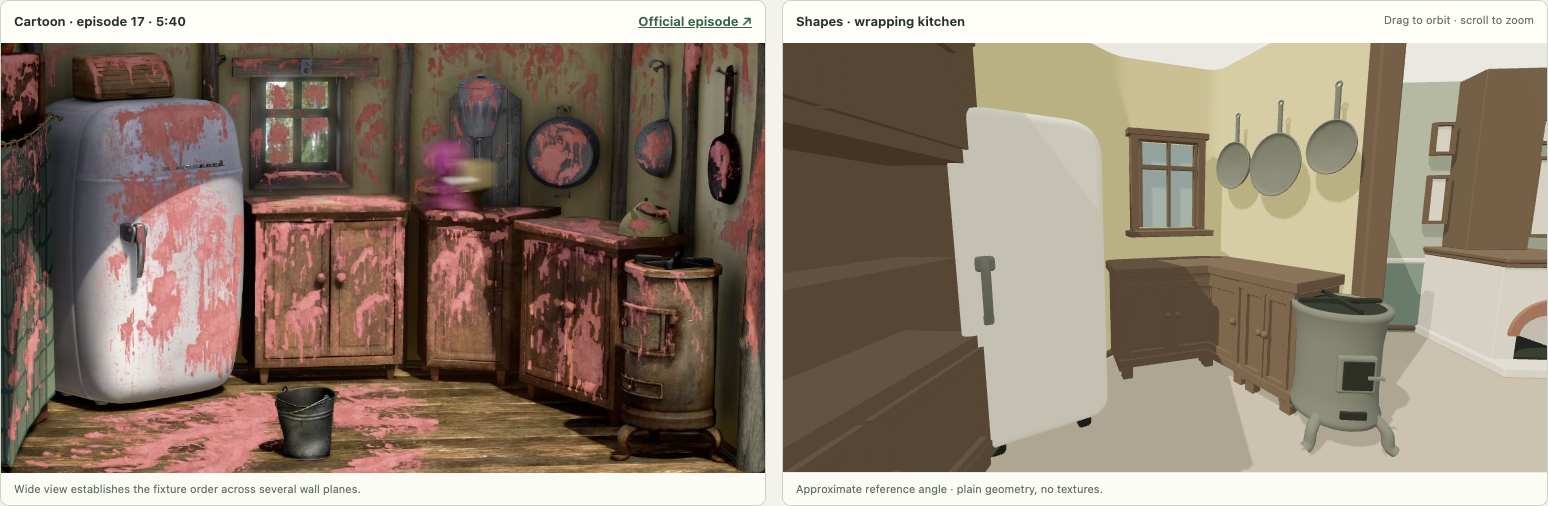 Cartoon · episode 17 · 5:40
Official episode ↗
Wide view establishes the fixture order across several wall planes.
Shapes · wrapping kitchen
Drag to orbit · scroll to zoom
Approximate reference angle · plain geometry, no textures.